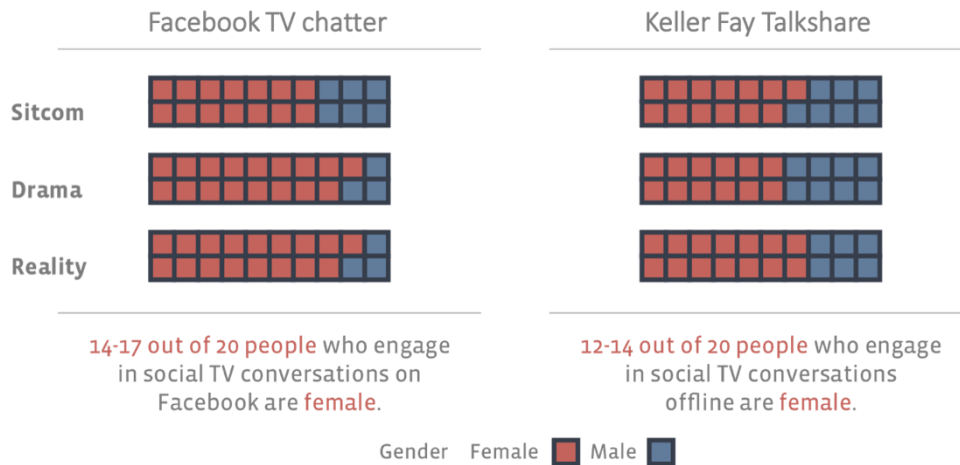 Facebook TV chatter
Keller Fay Talkshare
Sitcom
Drama
Reality
14-17 out of 20 people who engage
in social TV conversations on
Facebook are female.
12-14 out of 20 people who engage
in social TV conversations
offline are female.
Gender Female Male